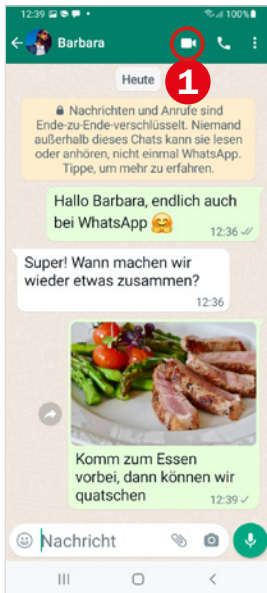 12:39
100%
Barbara
1
Heute
Nachrichten und Anrufe sind
Ende-zu-Ende-verschlüsselt. Niemand
außerhalb dieses Chats kann sie lesen
oder anhören, nicht einmal WhatsApp.
Tippe, um mehr zu erfahren.
Hallo Barbara, endlich auch
bei WhatsApp 🤗
12:36
Super! Wann machen wir
wieder etwas zusammen?
12:36
Komm zum Essen
vorbei, dann können wir
quatschen
12:39
Nachricht